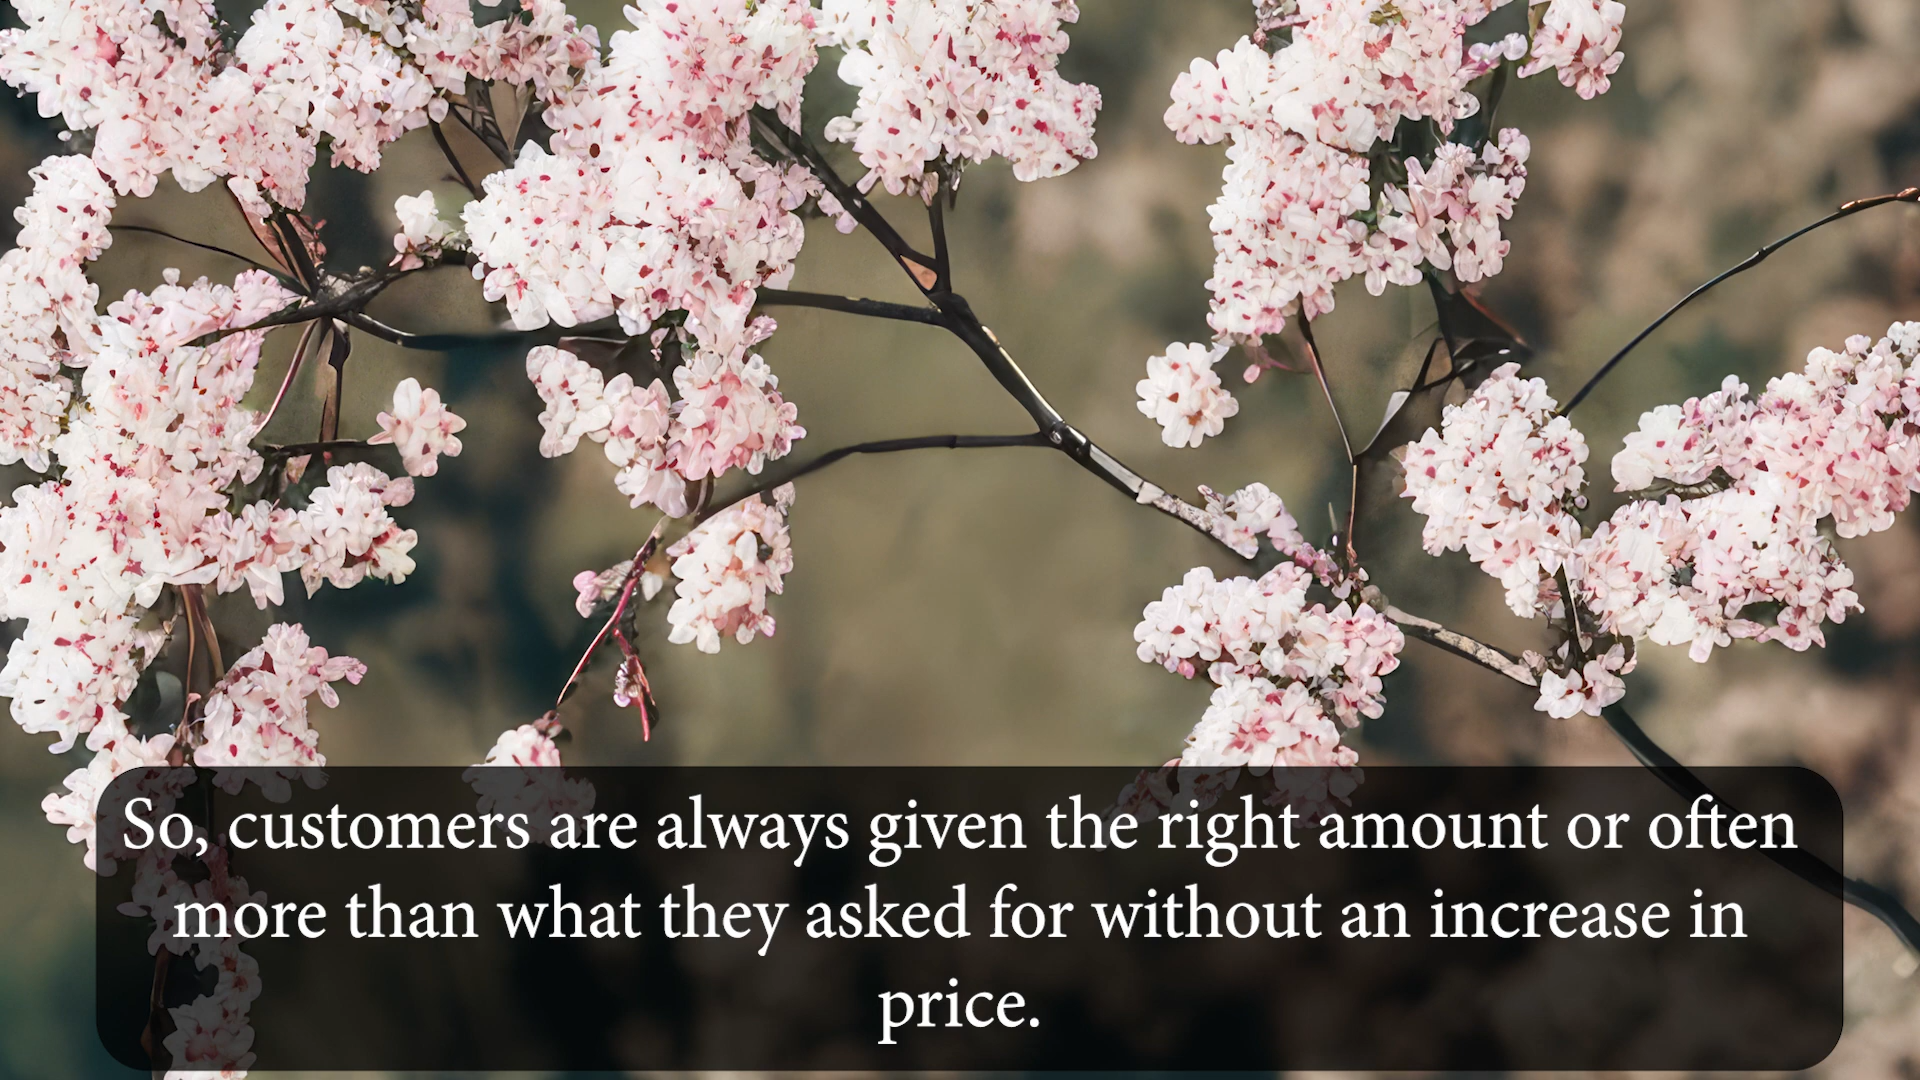 So, customers are always given the right amount or often
more than what they asked for without an increase in
price.